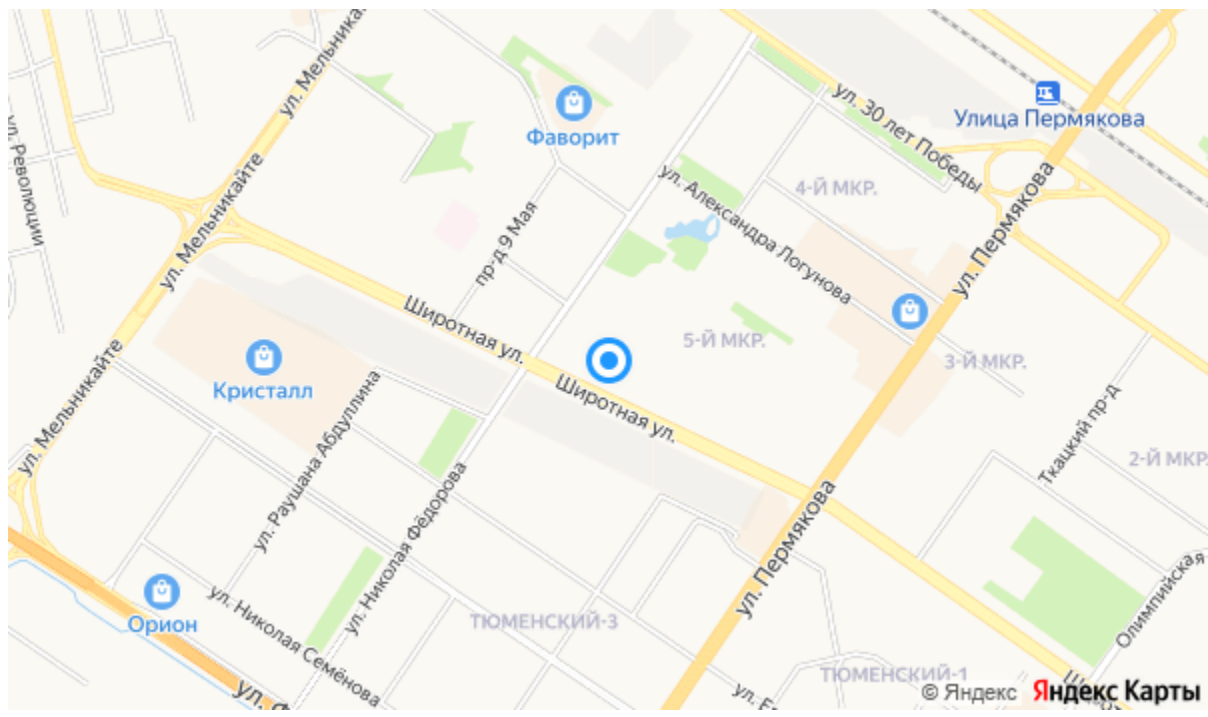 ул. Мельника
Фаворит
ул. 30 лет Победы
Улица Пермякова
ул. Революции
ул. Мельникайте
ул. Александра Логунова
4-Й МКР.
ул. Пермякова
пр-д 9 Мая
Широтная ул.
5-Й МКР.
3-Й МКР.
Кристалл
Широтная ул.
ул. Мельникайте
ул. Раушана Абдуллина
Ткацкий пр-д
2-Й МКР.
ул. Николая Фёдорова
ул. Пермякова
Орион
ул. Николая Семёнова
ТЮМЕНСКИЙ-3
Олимпийская
ТЮМЕНСКИЙ-1
© Яндекс Яндекс Карты